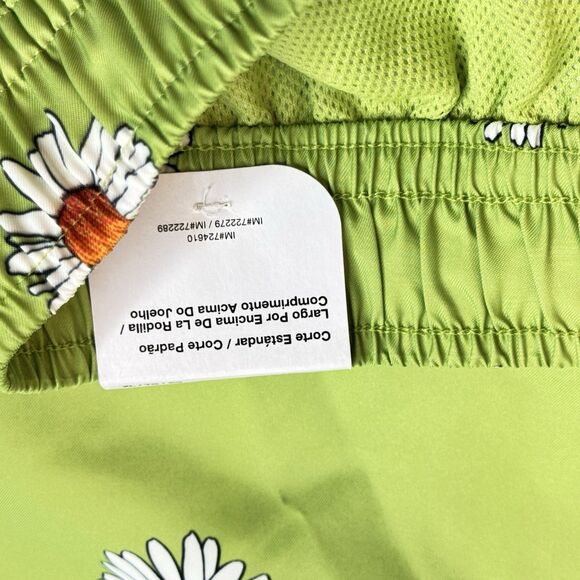 Corte Estándar / Corte Padrão
Largo Por Encima De La Rodilla /
Comprimento Acima Do Joelho
IM#724610
IM#722279 / IM#722289